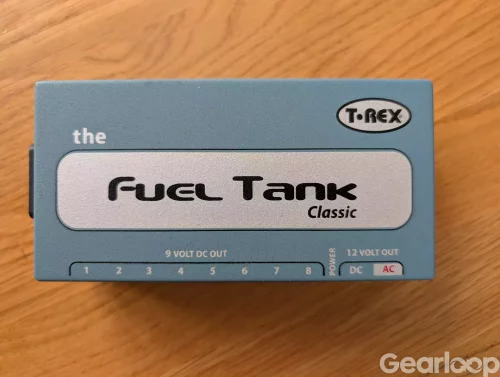 T-REX
the
Fuel Tank
Classic
9 VOLT DC OUT
POWER
12 VOLT OUT
1 2 3 4 5 6 7 8
DC AC
Gearloop